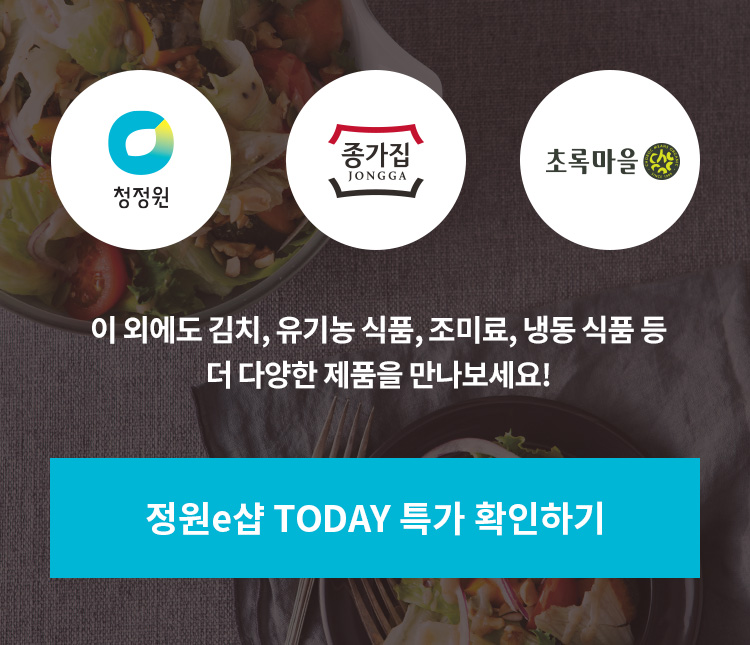 청정원
종가집
JONGGA
초록마을
이 외에도 김치, 유기농 식품, 조미료, 냉동 식품 등
더 다양한 제품을 만나보세요!
정원e샵 TODAY 특가 확인하기